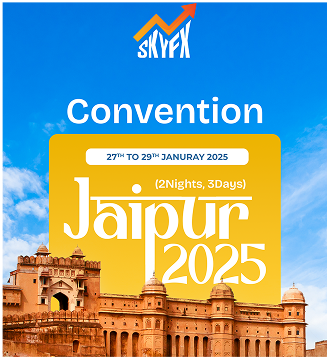 SKYFX
Convention
27TH TO 29TH JANURAY 2025
(2Nights, 3Days)
Jaipur
2025